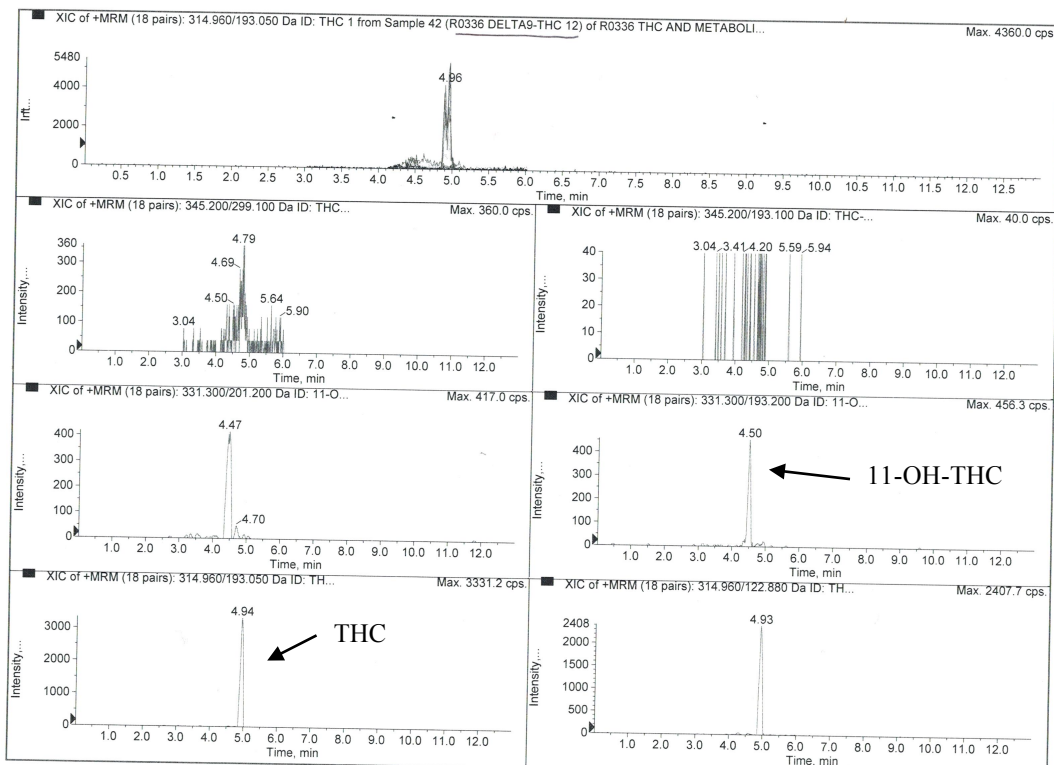 XIC of +MRM (18 pairs): 314.960/193.050 Da ID: THC 1 from Sample 42 (R0336 DELTA9-THC 12) of R0336 THC AND METABOLI...
Max. 4360.0 cps.
5480
4000
2000
0
4.96
0.5 1.0 1.5 2.0 2.5 3.0 3.5 4.0 4.5 5.0 5.5 6.0 6.5 7.0 7.5 8.0 8.5 9.0 9.5 10.0 10.5 11.0 11.5 12.0 12.5
Time, min
XIC of +MRM (18 pairs): 345.200/299.100 Da ID: THC...
Max. 360.0 cps.
Intensity,...
360
300
200
100
0
4.79
4.69
4.50
5.64
5.90
3.04
1.0 2.0 3.0 4.0 5.0 6.0 7.0 8.0 9.0 10.0 11.0 12.0
Time, min
XIC of +MRM (18 pairs): 345.200/193.100 Da ID: THC-...
Max. 40.0 cps.
Intensity,...
40
30
20
10
0
3.04 3.41 4.20 5.59 5.94
1.0 2.0 3.0 4.0 5.0 6.0 7.0 8.0 9.0 10.0 11.0 12.0
Time, min
XIC of +MRM (18 pairs): 331.300/201.200 Da ID: 11-O...
Max. 417.0 cps.
Intensity,...
400
300
200
100
0
4.47
4.70
1.0 2.0 3.0 4.0 5.0 6.0 7.0 8.0 9.0 10.0 11.0 12.0
Time, min
XIC of +MRM (18 pairs): 331.300/193.200 Da ID: 11-O...
Max. 456.3 cps.
Intensity,...
400
300
200
100
0
4.50
11-OH-THC
1.0 2.0 3.0 4.0 5.0 6.0 7.0 8.0 9.0 10.0 11.0 12.0
Time, min
XIC of +MRM (18 pairs): 314.960/193.050 Da ID: TH...
Max. 3331.2 cps.
Intensity,...
3000
2000
1000
0
4.94
THC
1.0 2.0 3.0 4.0 5.0 6.0 7.0 8.0 9.0 10.0 11.0 12.0
Time, min
XIC of +MRM (18 pairs): 314.960/122.880 Da ID: TH...
Max. 2407.7 cps.
Intensity,...
2408
2000
1500
1000
500
0
4.93
1.0 2.0 3.0 4.0 5.0 6.0 7.0 8.0 9.0 10.0 11.0 12.0
Time, min